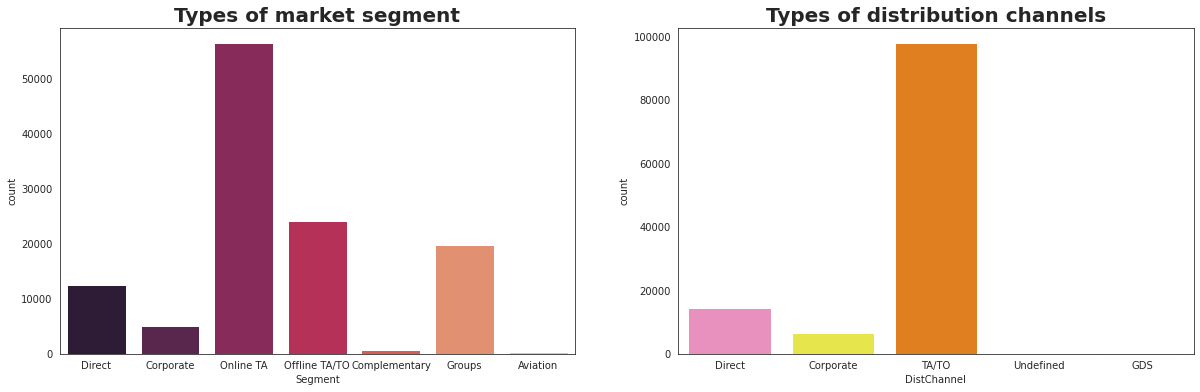 Types of market segment
50000
40000
30000
20000
10000
0
count
Direct Corporate Online TA Offline TA/TO Complementary Groups Aviation
Segment
Types of distribution channels
100000
80000
60000
40000
20000
0
count
Direct Corporate TA/TO Undefined GDS
DistChannel